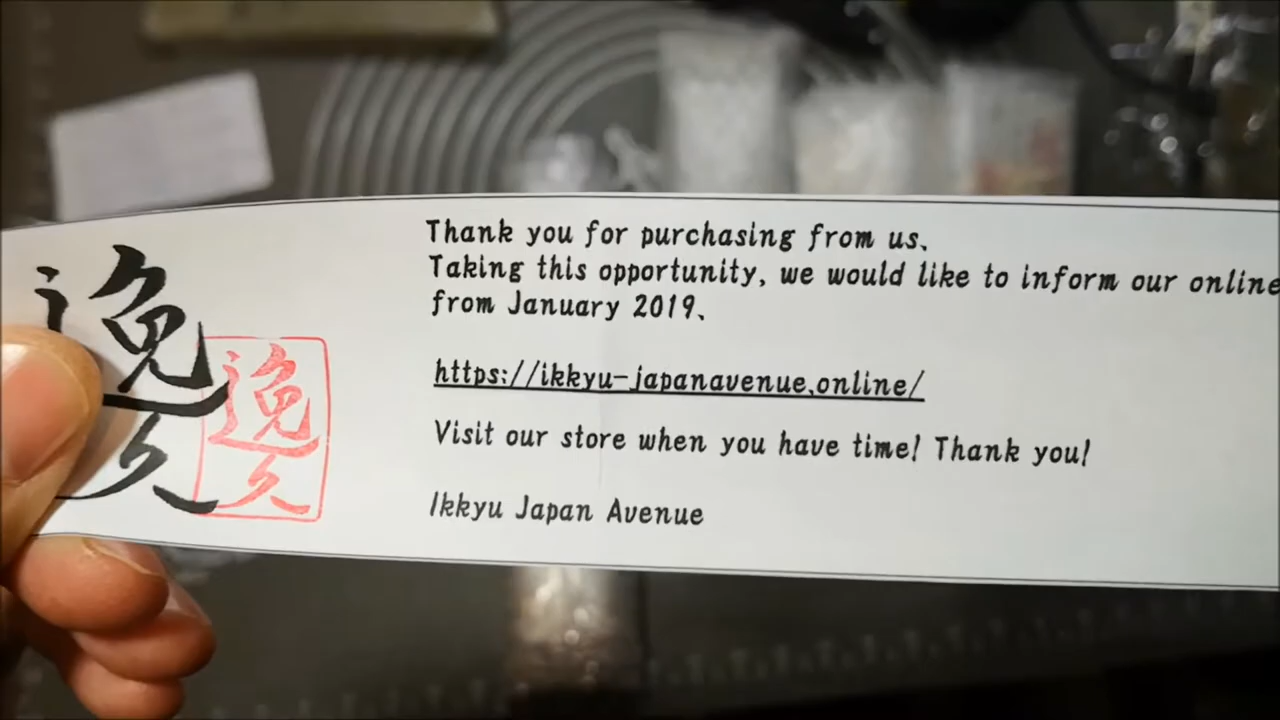 逸久
逸久
Thank you for purchasing from us、
Taking this opportunity, we would like to inform our online
from January 2019、
https://ikkyu-japanavenue.online/
Visit our store when you have time! Thank you!
Ikkyu Japan Avenue